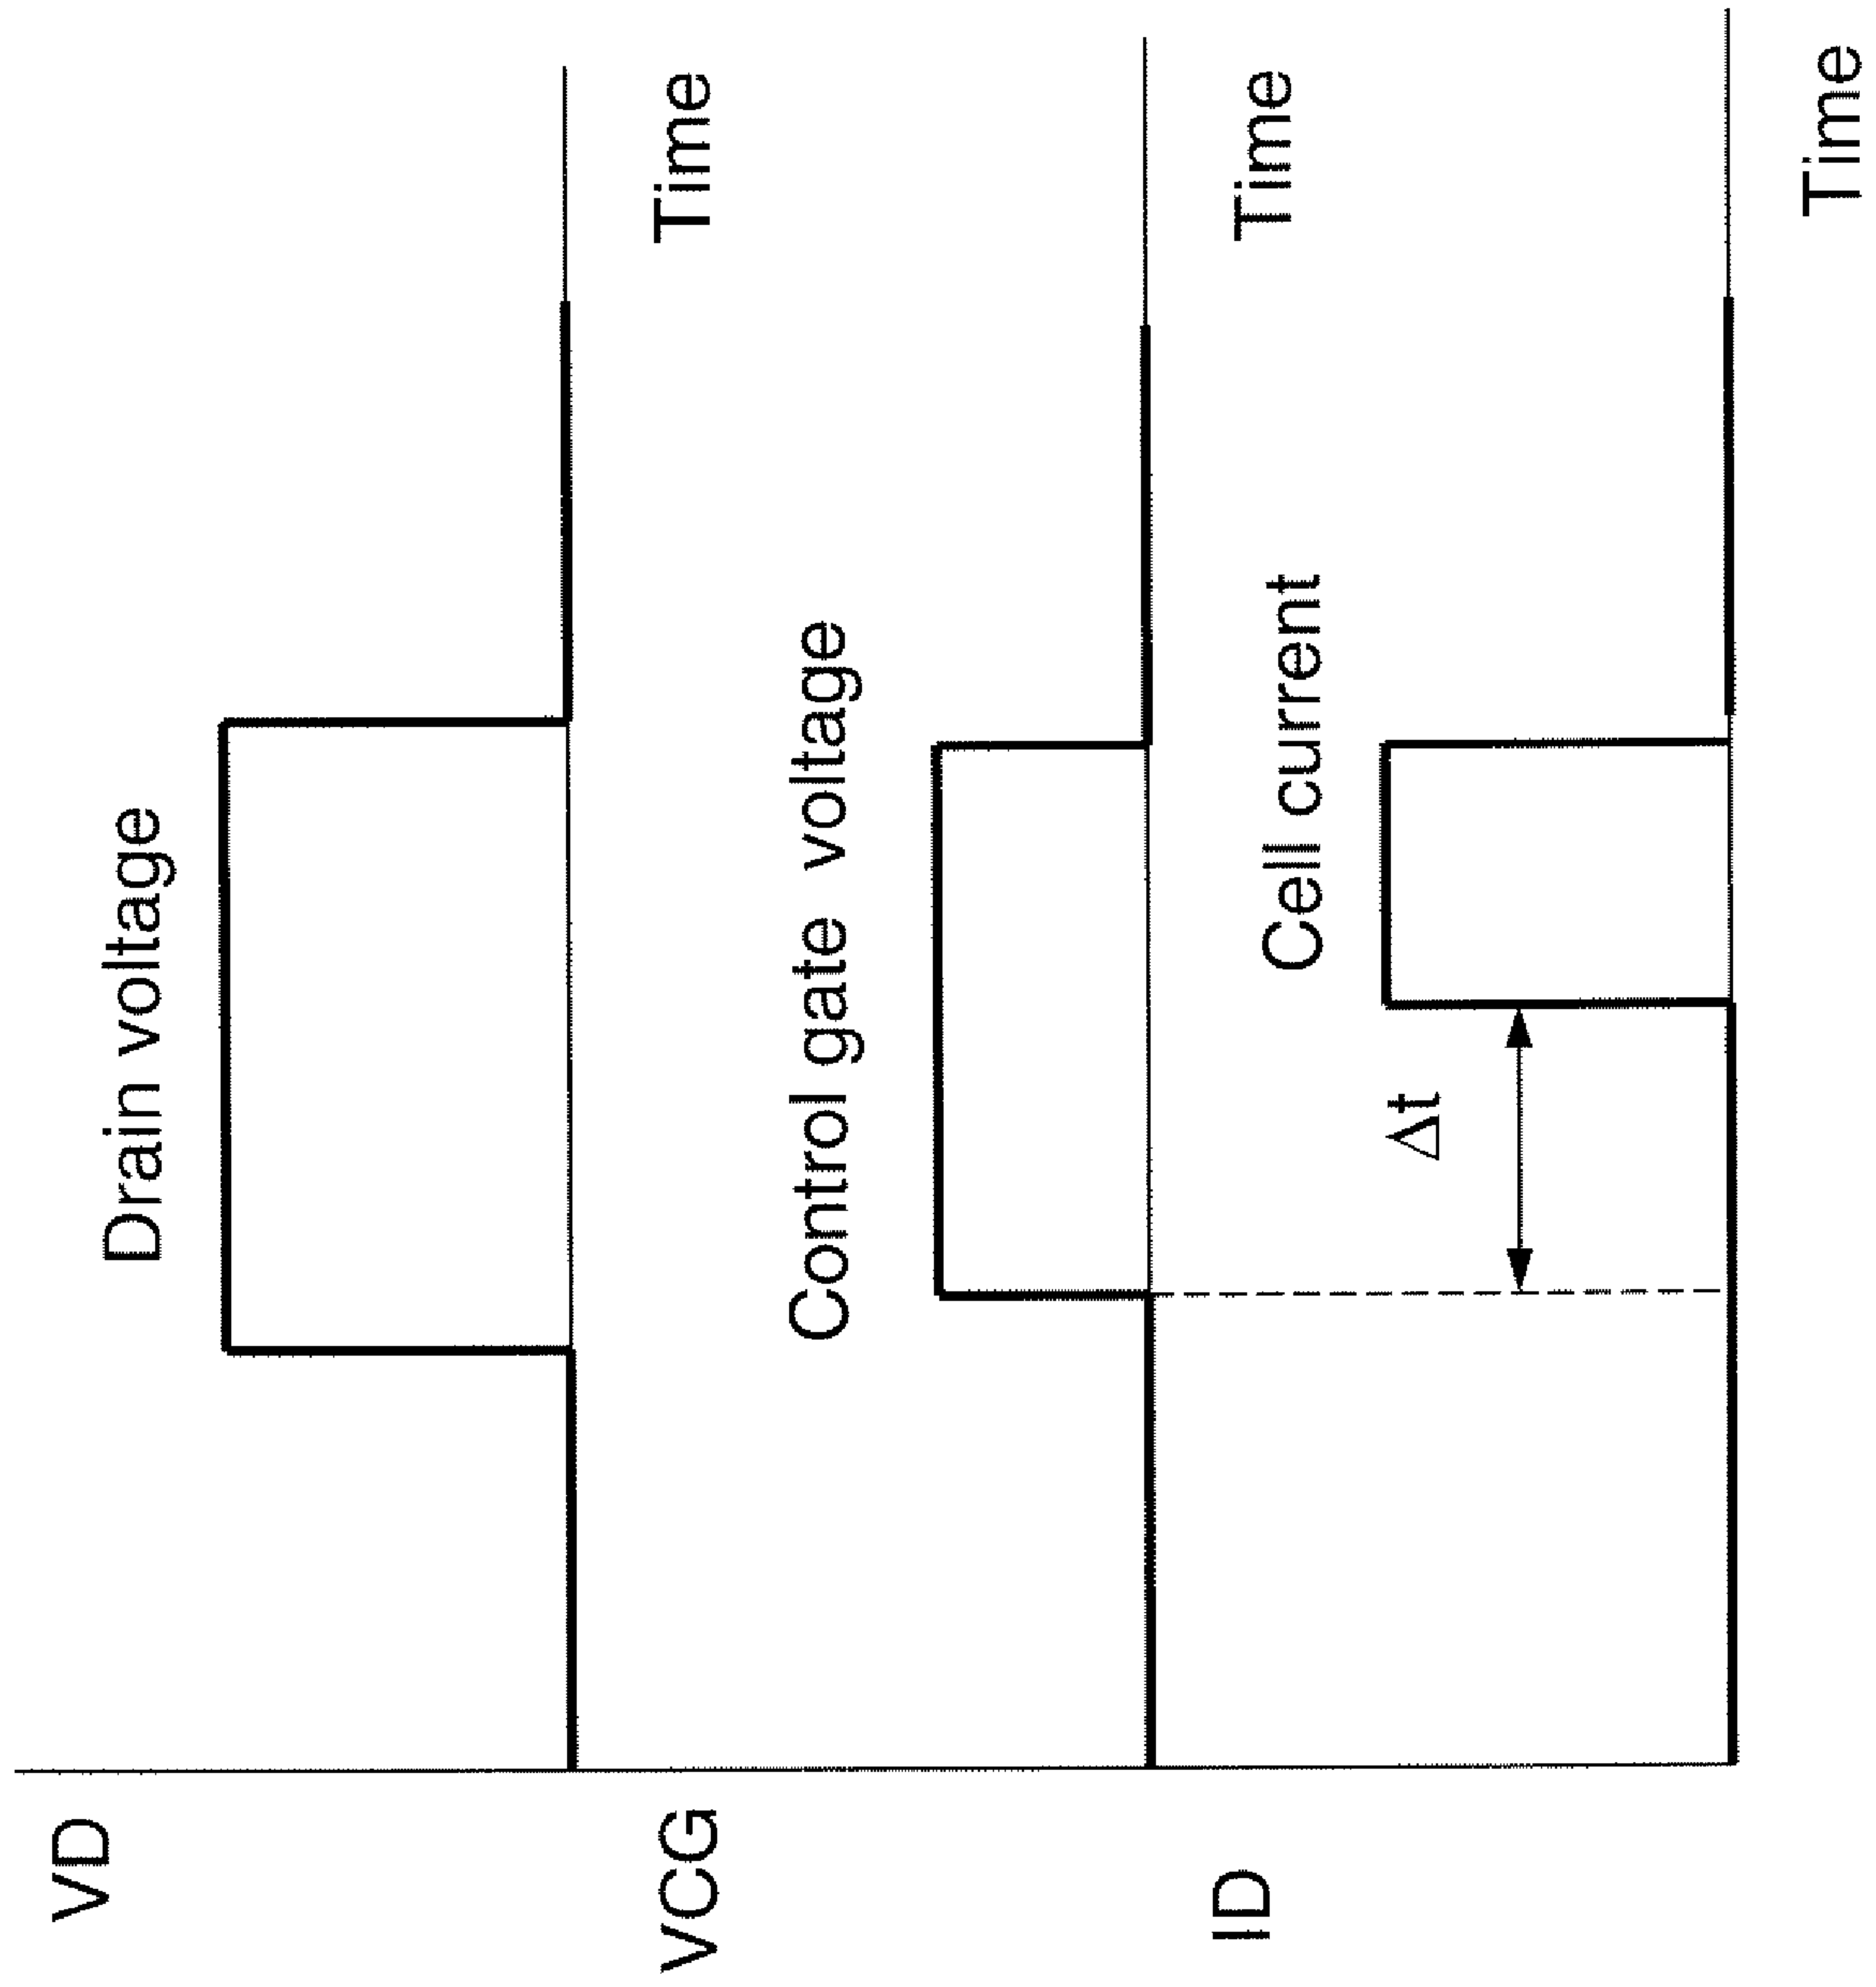 VD
Drain voltage
Time
VCG
Control gate voltage
Time
ID
Cell current
Δt
Time